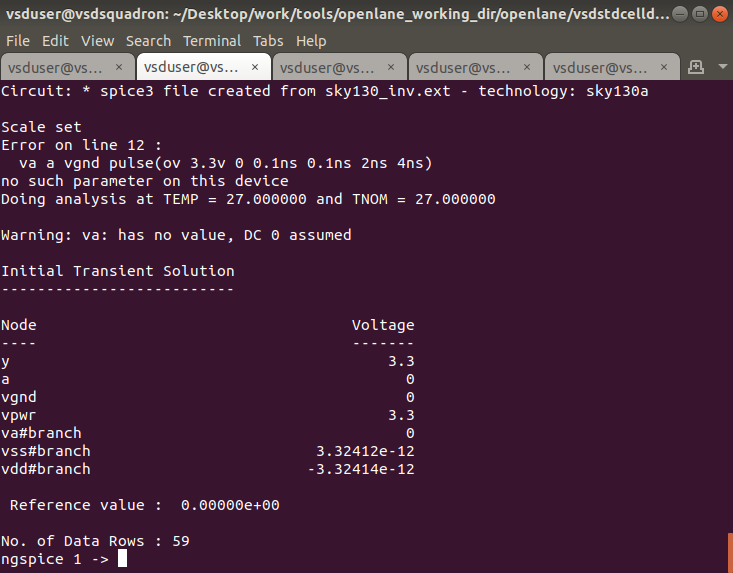 vsduser@vsdsquadron: ~/Desktop/work/tools/openlane_working_dir/openlane/vsdstdcelld...
File Edit View Search Terminal Tabs Help
vsduser@vs... × vsduser@vs... × vsduser@vs... × vsduser@vs... × vsduser@vs... ×
Circuit: * spice3 file created from sky130_inv.ext - technology: sky130a
Scale set
Error on line 12 :
va a vgnd pulse(ov 3.3v 0 0.1ns 0.1ns 2ns 4ns)
no such parameter on this device
Doing analysis at TEMP = 27.000000 and TNOM = 27.000000
Warning: va: has no value, DC 0 assumed
Initial Transient Solution
--------------------------
Node Voltage
---- -------
y 3.3
a 0
vgnd 0
vpwr 3.3
va#branch 0
vss#branch 3.32412e-12
vdd#branch -3.32414e-12
Reference value : 0.00000e+00
No. of Data Rows : 59
ngspice 1 ->